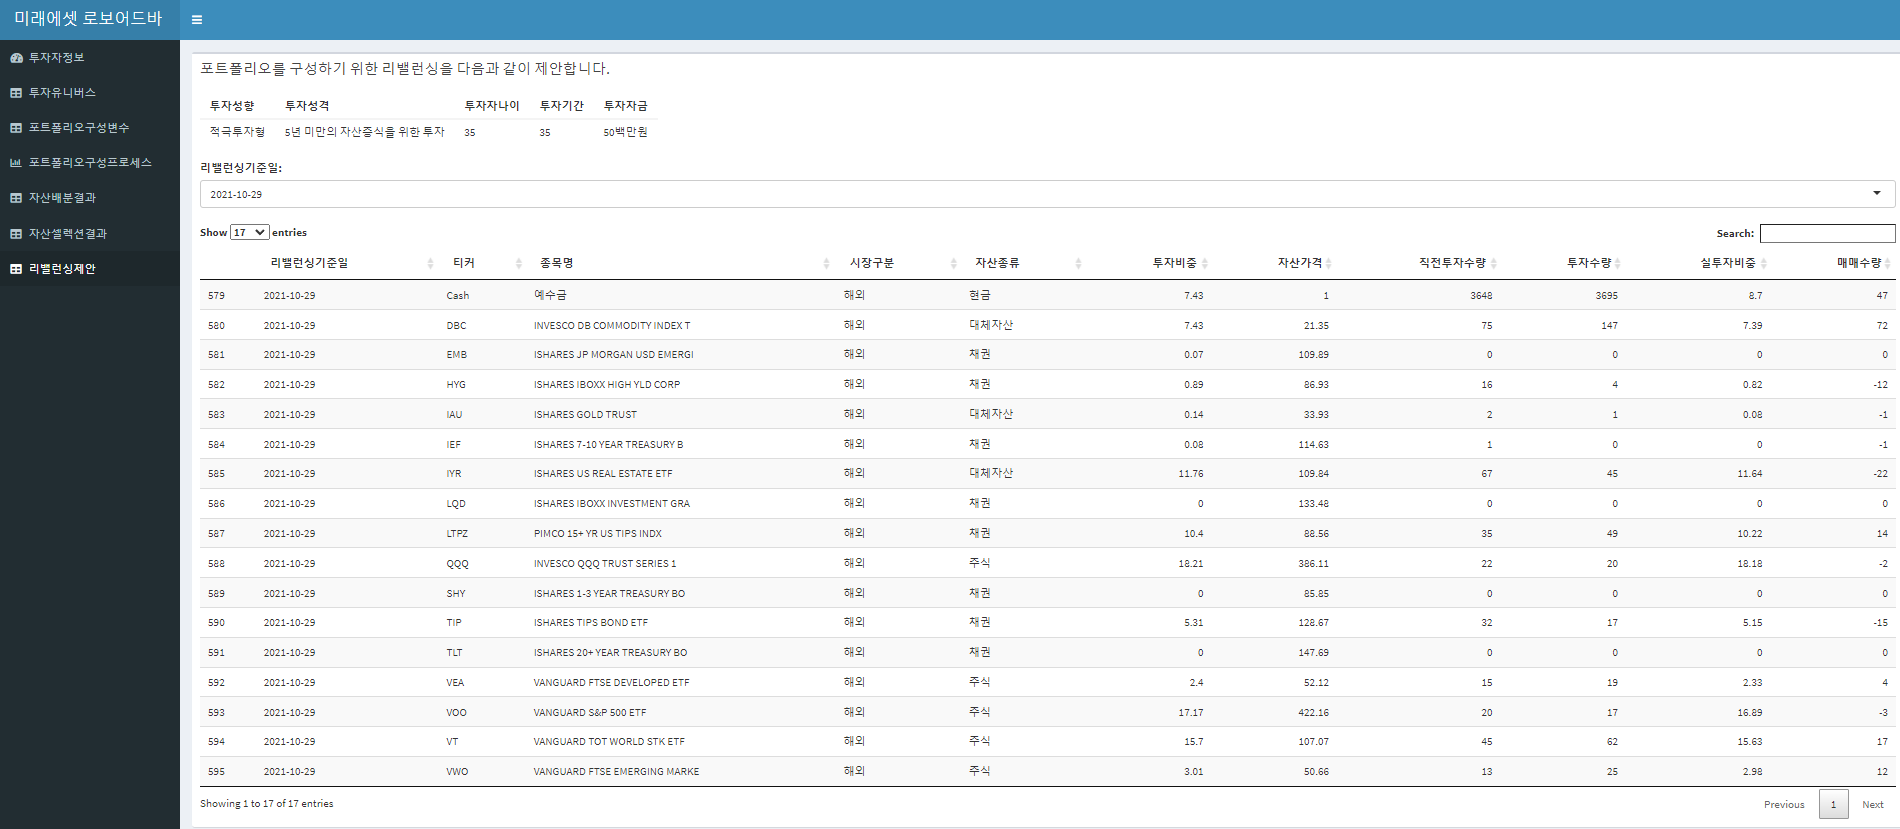 미래에셋 로보어드바
투자자정보
투자유니버스
포트폴리오구성변수
포트폴리오구성프로세스
자산배분결과
자산셀렉션결과
리밸런싱제안
포트폴리오를 구성하기 위한 리밸런싱을 다음과 같이 제안합니다.
투자성향 투자성격 투자자나이 투자기간 투자자금
적극투자형 5년 미만의 자산증식을 위한 투자 35 35 50백만원
리밸런싱기준일:
2021-10-29
Show 17 entries Search:
리밸런싱기준일 티커 종목명 시장구분 자산종류 투자비중 자산가격 직전투자수량 투자수량 실투자비중 매매수량
579 2021-10-29 Cash 예수금 해외 현금 7.43 1 3648 3695 8.7 47
580 2021-10-29 DBC INVESCO DB COMMODITY INDEX T 해외 대체자산 7.43 21.35 75 147 7.39 72
581 2021-10-29 EMB ISHARES JP MORGAN USD EMERGI 해외 채권 0.07 109.89 0 0 0 0
582 2021-10-29 HYG ISHARES IBOXX HIGH YLD CORP 해외 채권 0.89 86.93 16 4 0.82 -12
583 2021-10-29 IAU ISHARES GOLD TRUST 해외 대체자산 0.14 33.93 2 1 0.08 -1
584 2021-10-29 IEF ISHARES 7-10 YEAR TREASURY B 해외 채권 0.08 114.63 1 0 0 -1
585 2021-10-29 IYR ISHARES US REAL ESTATE ETF 해외 대체자산 11.76 109.84 67 45 11.64 -22
586 2021-10-29 LQD ISHARES IBOXX INVESTMENT GRA 해외 채권 0 133.48 0 0 0 0
587 2021-10-29 LTPZ PIMCO 15+ YR US TIPS INDX 해외 채권 10.4 88.56 35 49 10.22 14
588 2021-10-29 QQQ INVESCO QQQ TRUST SERIES 1 해외 주식 18.21 386.11 22 20 18.18 -2
589 2021-10-29 SHY ISHARES 1-3 YEAR TREASURY BO 해외 채권 0 85.85 0 0 0 0
590 2021-10-29 TIP ISHARES TIPS BOND ETF 해외 채권 5.31 128.67 32 17 5.15 -15
591 2021-10-29 TLT ISHARES 20+ YEAR TREASURY BO 해외 채권 0 147.69 0 0 0 0
592 2021-10-29 VEA VANGUARD FTSE DEVELOPED ETF 해외 주식 2.4 52.12 15 19 2.33 4
593 2021-10-29 VOO VANGUARD S&P 500 ETF 해외 주식 17.17 422.16 20 17 16.89 -3
594 2021-10-29 VT VANGUARD TOT WORLD STK ETF 해외 주식 15.7 107.07 45 62 15.63 17
595 2021-10-29 VWO VANGUARD FTSE EMERGING MARKE 해외 주식 3.01 50.66 13 25 2.98 12
Showing 1 to 17 of 17 entries Previous 1 Next